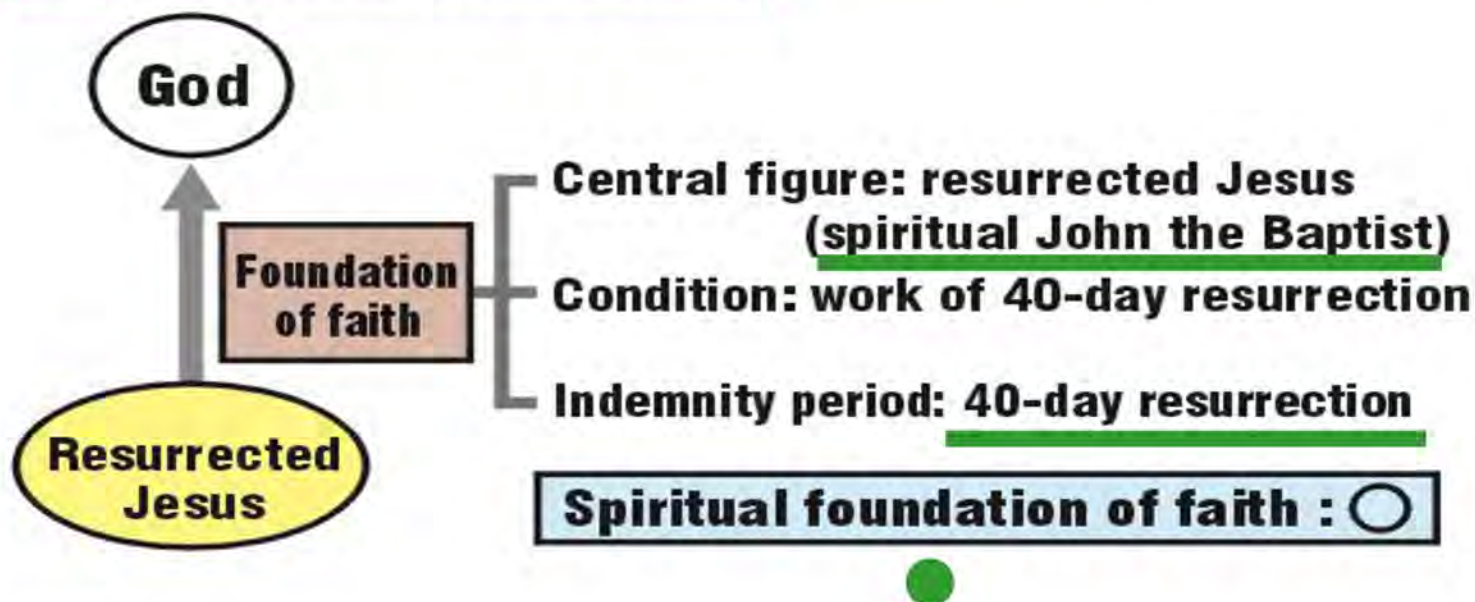 God
Foundation
of faith
Central figure: resurrected Jesus
(spiritual John the Baptist)
Condition: work of 40-day resurrection
Indemnity period: 40-day resurrection
Resurrected
Jesus
Spiritual foundation of faith : ○